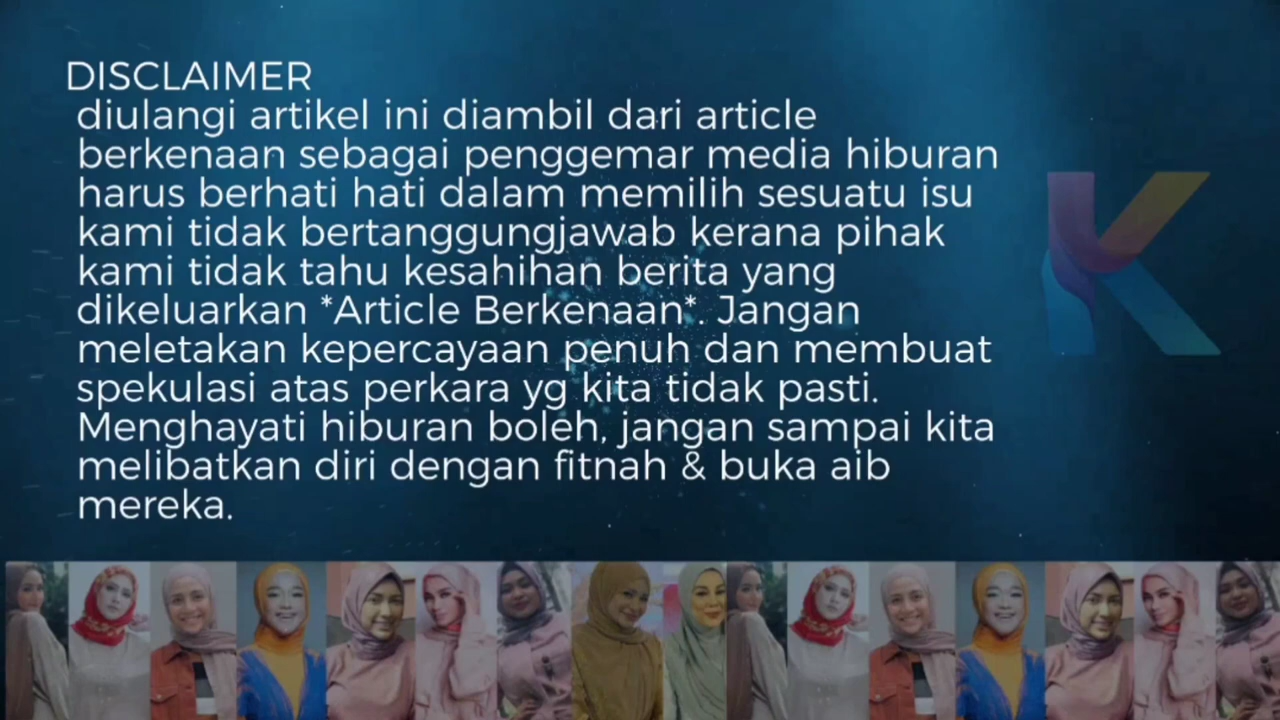 DISCLAIMER
diulangi artikel ini diambil dari article
berkenaan sebagai penggemar media hiburan
harus berhati hati dalam memilih sesuatu isu
kami tidak bertanggungjawab kerana pihak
kami tidak tahu kesahihan berita yang
dikeluarkan *Article Berkenaan*. Jangan
meletakan kepercayaan penuh dan membuat
spekulasi atas perkara yg kita tidak pasti.
Menghayati hiburan boleh, jangan sampai kita
melibatkan diri dengan fitnah & buka aib
mereka.
K